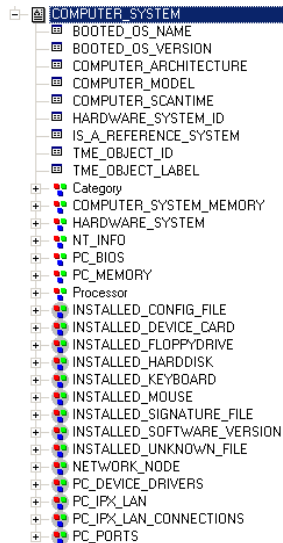 COMPUTER_SYSTEM
BOOTED_OS_NAME
BOOTED_OS_VERSION
COMPUTER_ARCHITECTURE
COMPUTER_MODEL
COMPUTER_SCANTIME
HARDWARE_SYSTEM_ID
IS_A_REFERENCE_SYSTEM
TME_OBJECT_ID
TME_OBJECT_LABEL
Category
COMPUTER_SYSTEM_MEMORY
HARDWARE_SYSTEM
NT_INFO
PC_BIOS
PC_MEMORY
Processor
INSTALLED_CONFIG_FILE
INSTALLED_DEVICE_CARD
INSTALLED_FLOPPYDRIVE
INSTALLED_HARDDISK
INSTALLED_KEYBOARD
INSTALLED_MOUSE
INSTALLED_SIGNATURE_FILE
INSTALLED_SOFTWARE_VERSION
INSTALLED_UNKNOWN_FILE
NETWORK_NODE
PC_DEVICE_DRIVERS
PC_IPX_LAN
PC_IPX_LAN_CONNECTIONS
PC_PORTS